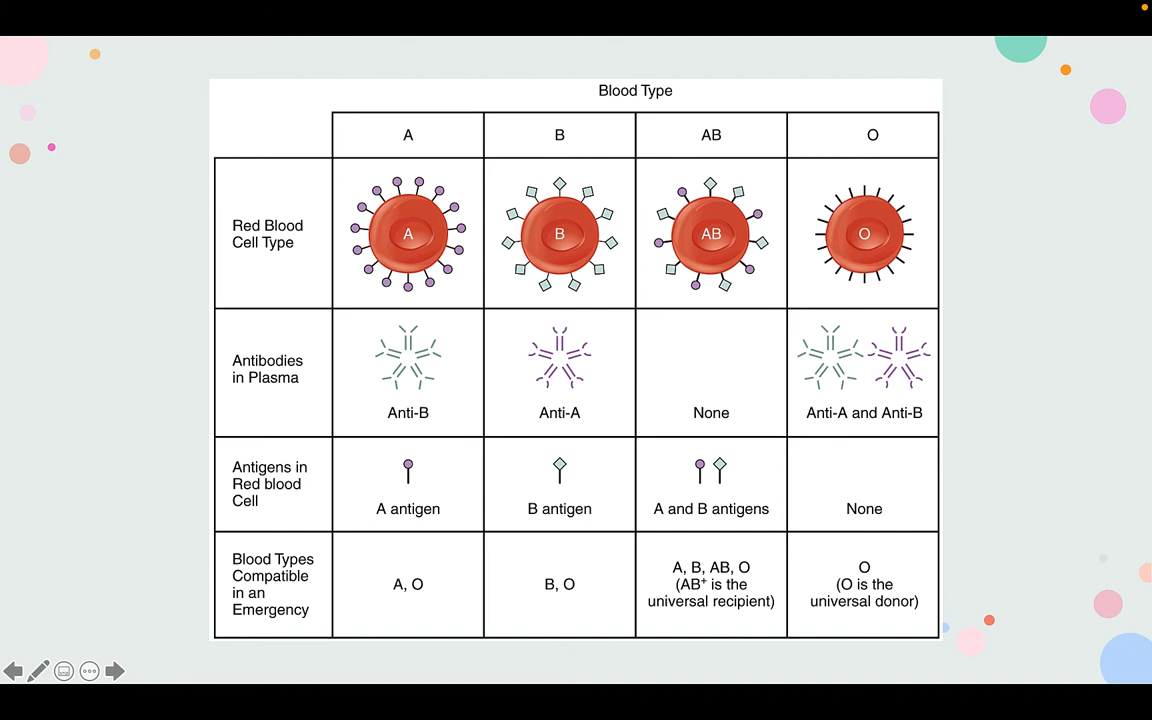 Blood Type
A
B
AB
O
Red Blood
Cell Type
A
B
AB
O
Antibodies
in Plasma
Anti-B
Anti-A
None
Anti-A and Anti-B
Antigens in
Red blood
Cell
A antigen
B antigen
A and B antigens
None
Blood Types
Compatible
in an
Emergency
A, O
B, O
A, B, AB, O
(AB⁺ is the
universal recipient)
O
(O is the
universal donor)